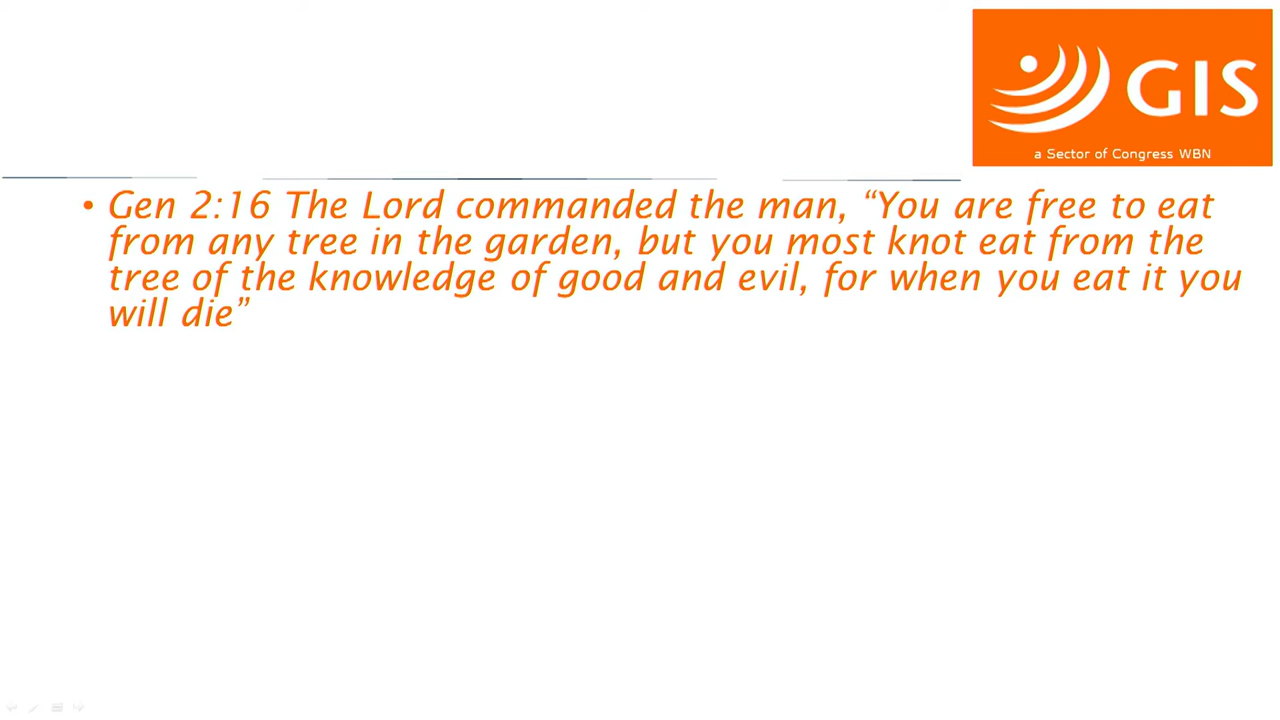 GIS
a Sector of Congress WBN
• Gen 2:16 The Lord commanded the man, “You are free to eat
from any tree in the garden, but you most knot eat from the
tree of the knowledge of good and evil, for when you eat it you
will die”